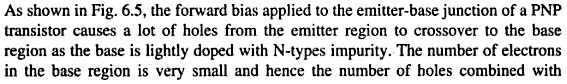 As shown in Fig. 6.5, the forward bias applied to the emitter-base junction of a PNP
transistor causes a lot of holes from the emitter region to crossover to the base
region as the base is lightly doped with N-types impurity. The number of electrons
in the base region is very small and hence the number of holes combined with